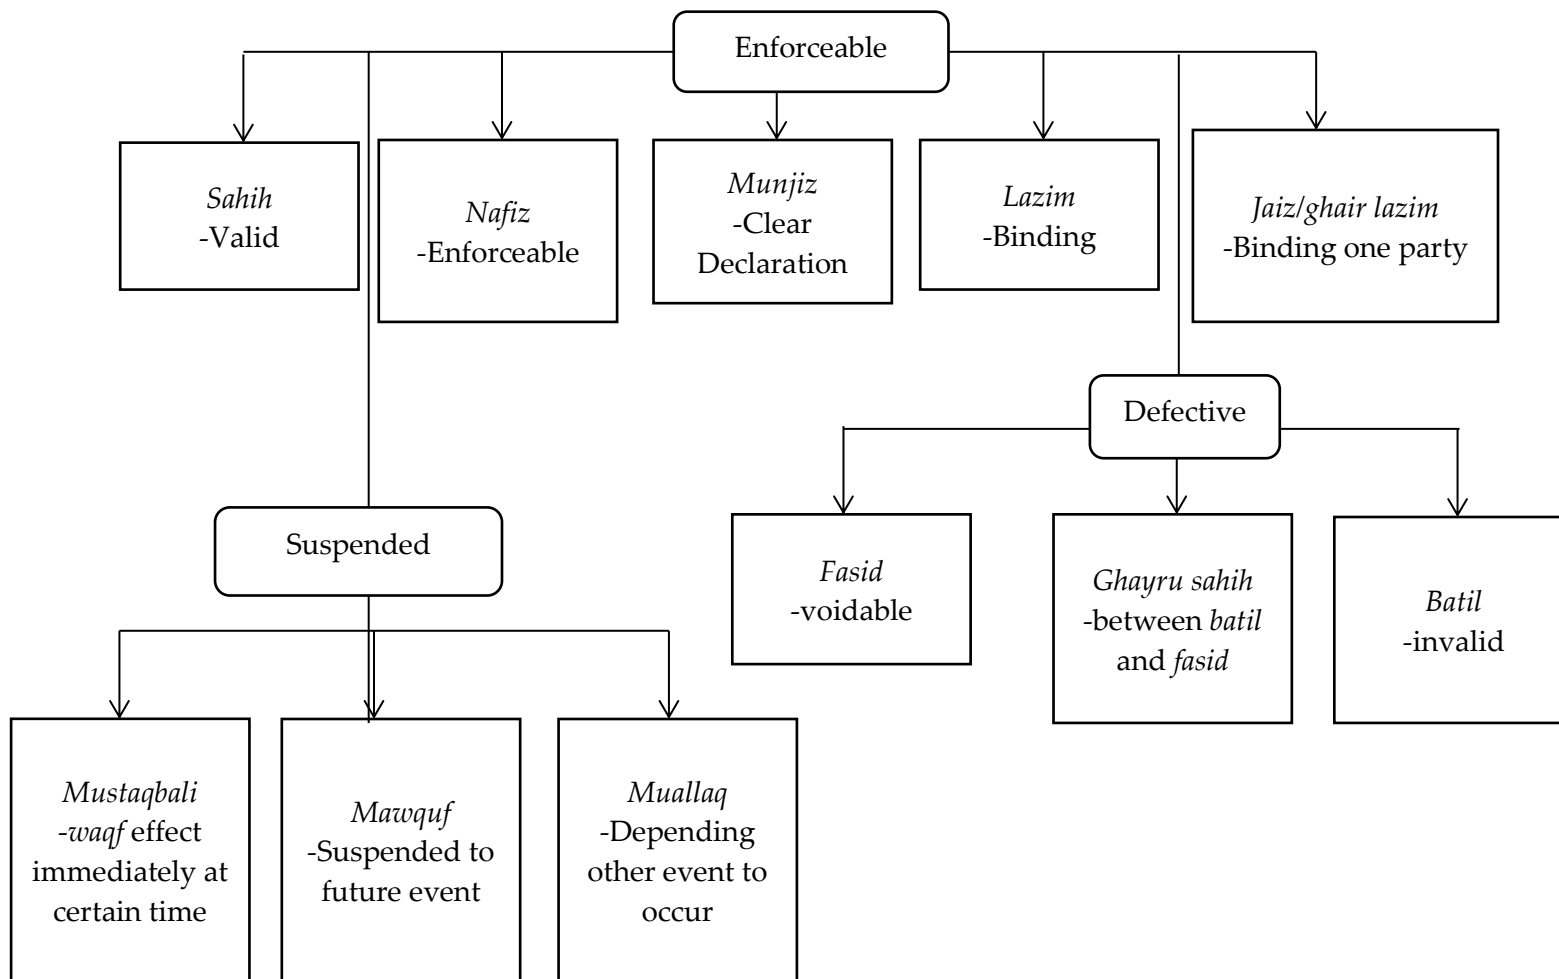 Enforceable
Sahih
-Valid
Nafiz
-Enforceable
Munjiz
-Clear
Declaration
Lazim
-Binding
Jaiz/ghair lazim
-Binding one party
Defective
Suspended
Fasid
-voidable
Ghayru sahih
-between batil
and fasid
Batil
-invalid
Mustaqbali
-waqf effect
immediately at
certain time
Mawquf
-Suspended to
future event
Muallaq
-Depending
other event to
occur